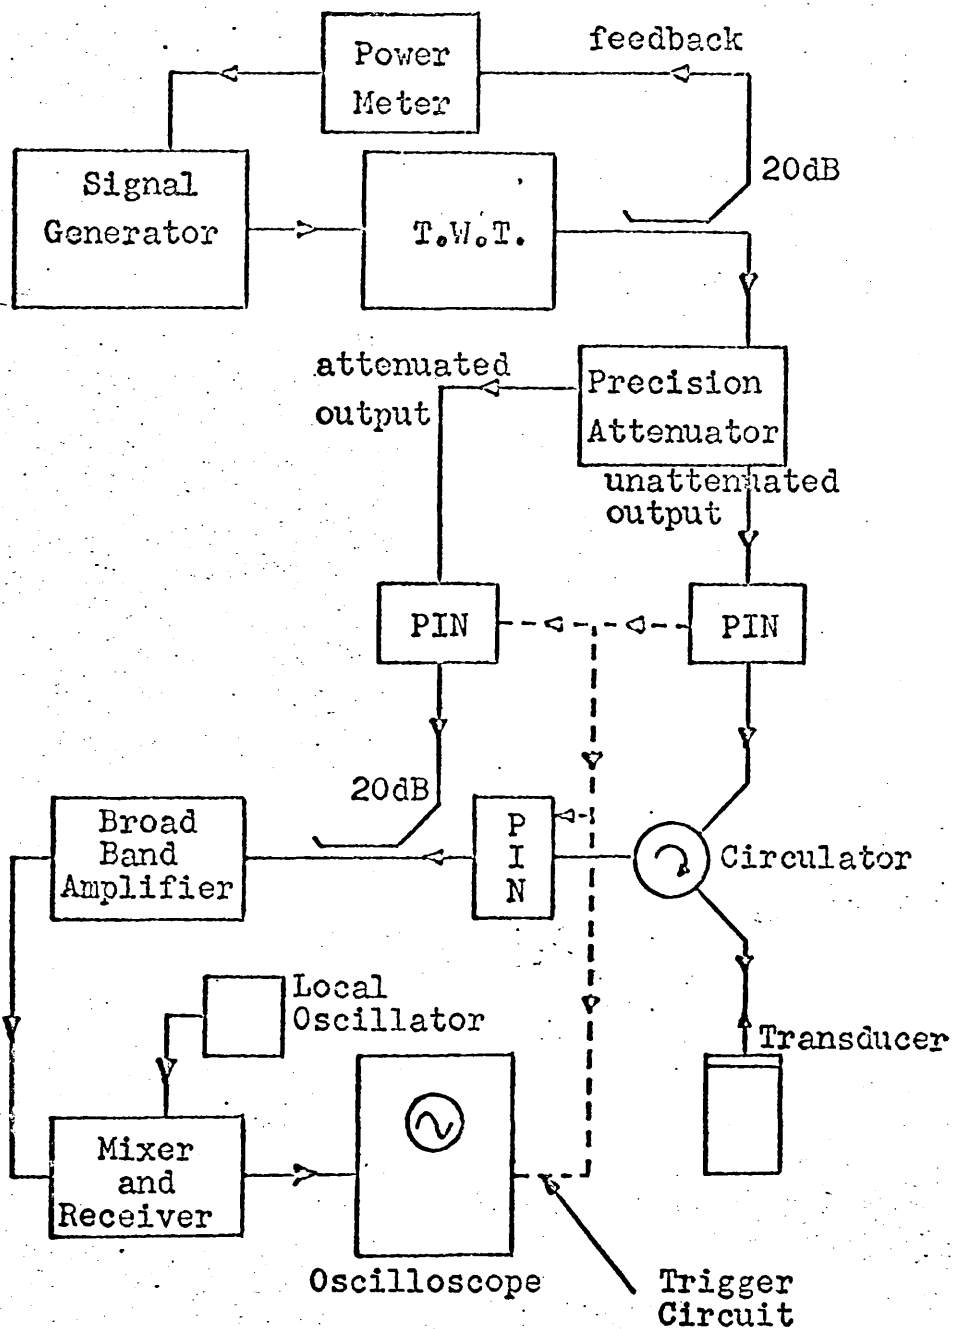 feedback
Power
Meter
20dB
Signal
Generator
T.W.T.
attenuated
output
Precision
Attenuator
unattenuated
output
PIN
PIN
20dB
P
I
N
Broad
Band
Amplifier
Circulator
Local
Oscillator
Transducer
Mixer
and
Receiver
Oscilloscope
Trigger
Circuit